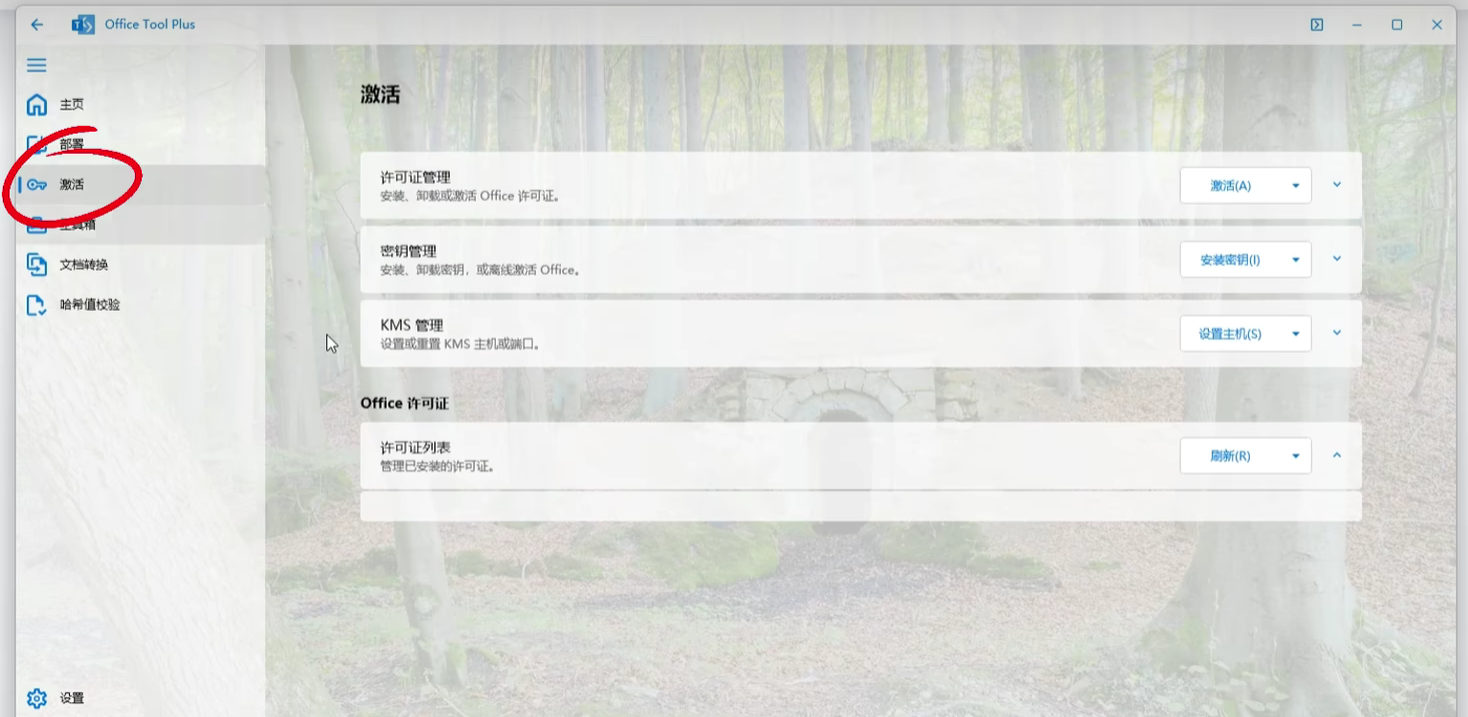 Office Tool Plus
主页
部署
激活
工具箱
文档转换
哈希值校验
设置
激活
许可证管理
安装、卸载或激活 Office 许可证。
激活(A)
密钥管理
安装、卸载密钥，或离线激活 Office。
安装密钥(I)
KMS 管理
设置或重置 KMS 主机或端口。
设置主机(S)
Office 许可证
许可证列表
管理已安装的许可证。
刷新(R)